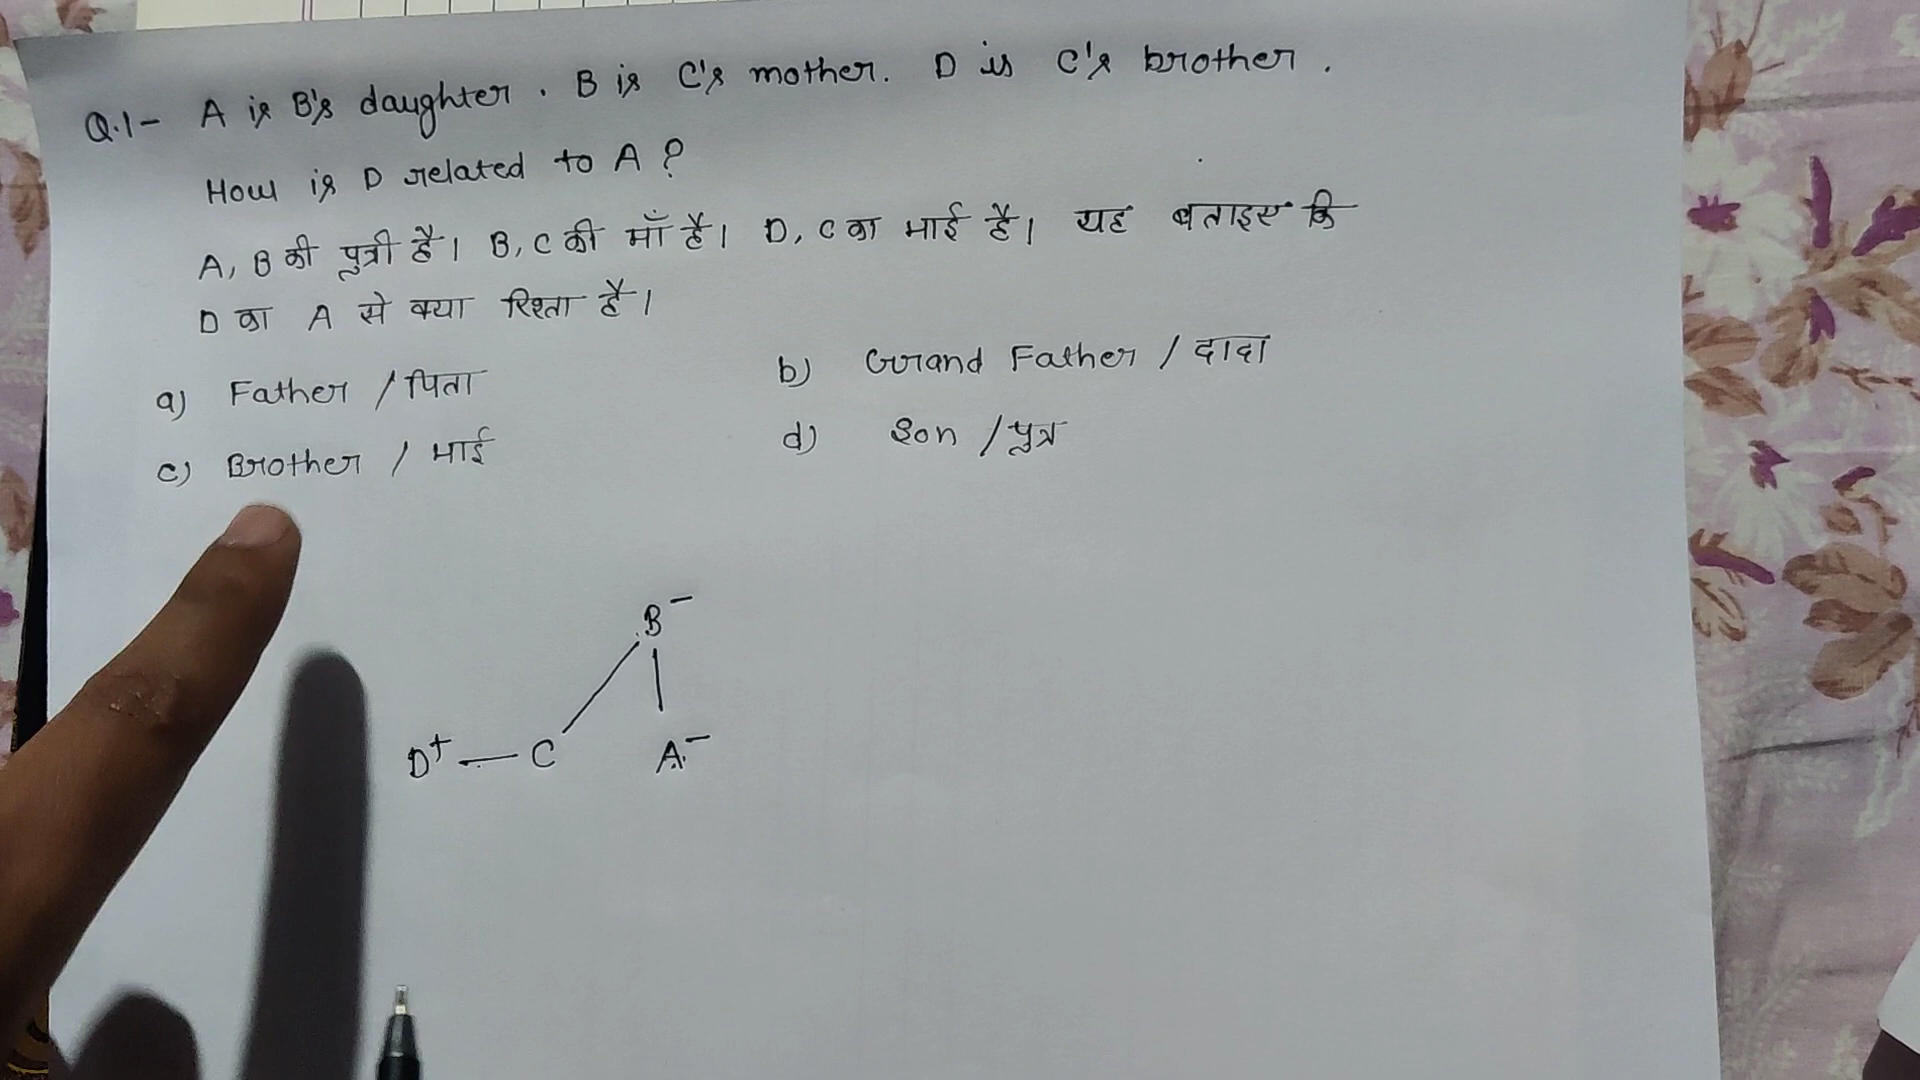 Q.1- A is B's daughter. B is C's mother. D is C's brother.
How is D related to A?
A, B की पुत्री है। B, C की माँ है। D, C का भाई है। यह बताइए कि
D का A से क्या रिश्ता है।
a) Father / पिता
b) Grand Father / दादा
c) Brother / भाई
d) Son / पुत्र
B⁻
D⁺ — C A⁻